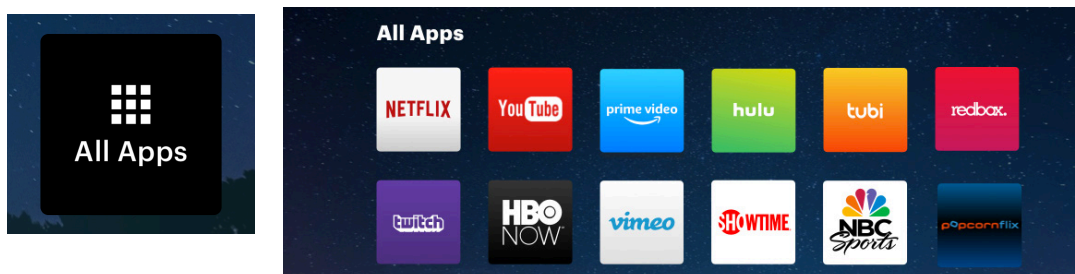 All Apps
All Apps
NETFLIX
YouTube
prime video
hulu
tubi
redbox.
twitch
HBO
NOW
vimeo
SHOWTIME
NBC
Sports
popcornflix